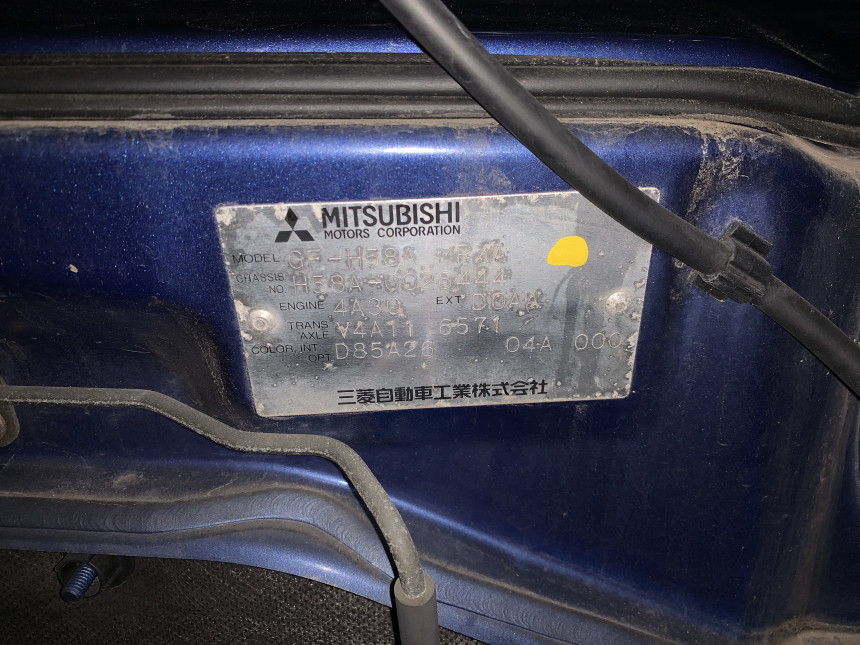 MITSUBISHI
MOTORS CORPORATION
MODEL
CHASSIS NO
ENGINE 4A30 EXT
TRANS AXLE V4A11 6571
COLOR, INT OPT D85A26 04A 000
三菱自動車工業株式会社